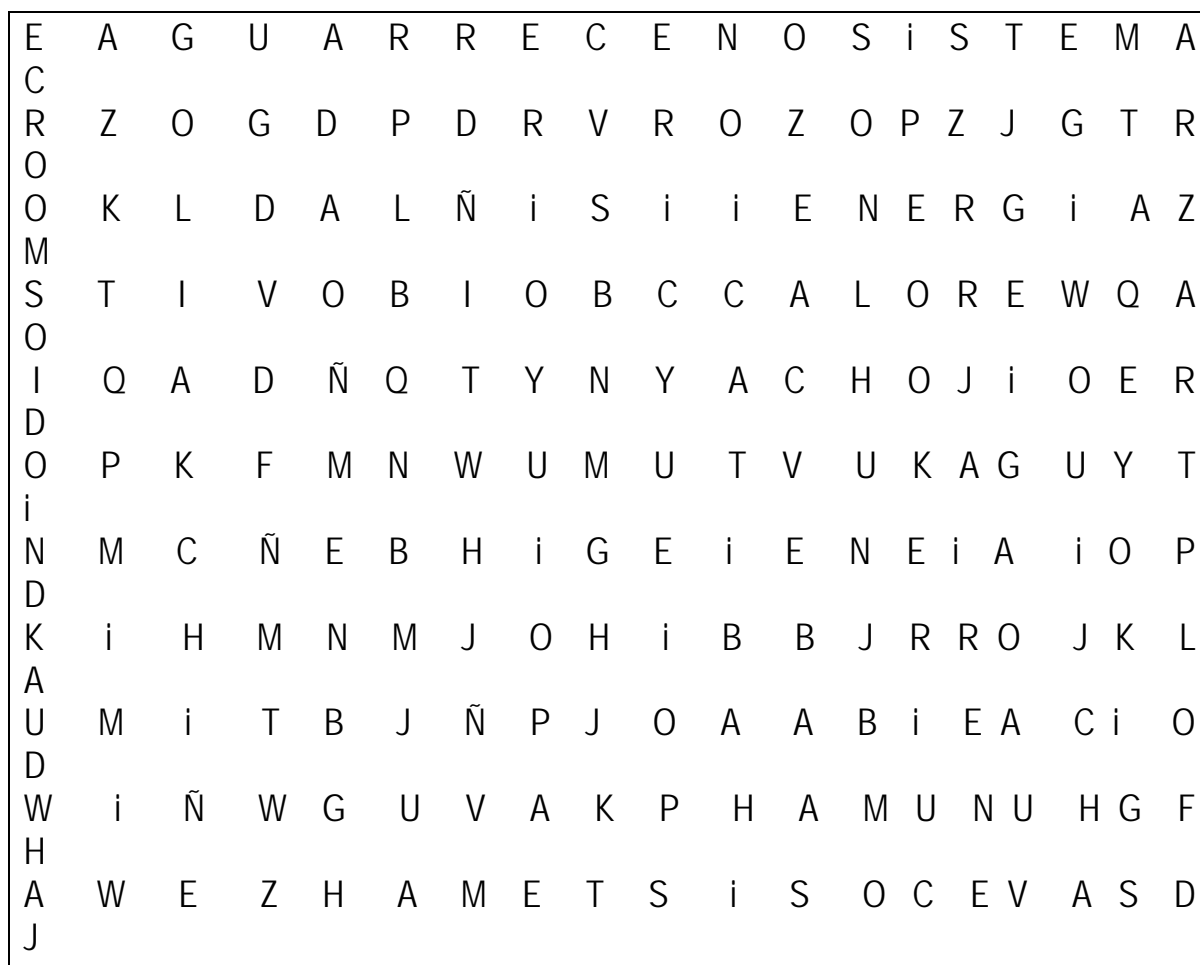 E A G U A R R E C E N O S i S T E M A
C
R Z O G D P D R V R O Z O P Z J G T R
O
O K L D A L Ñ i S i i E N E R G i A Z
M
S T I V O B I O B C C A L O R E W Q A
O
I Q A D Ñ Q T Y N Y A C H O J i O E R
D
O P K F M N W U M U T V U K A G U Y T
i
N M C Ñ E B H i G E i E N E i A i O P
D
K i H M N M J O H i B B J R R O J K L
A
U M i T B J Ñ P J O A A B i E A C i O
D
W i Ñ W G U V A K P H A M U N U H G F
H
A W E Z H A M E T S i S O C E V A S D
J